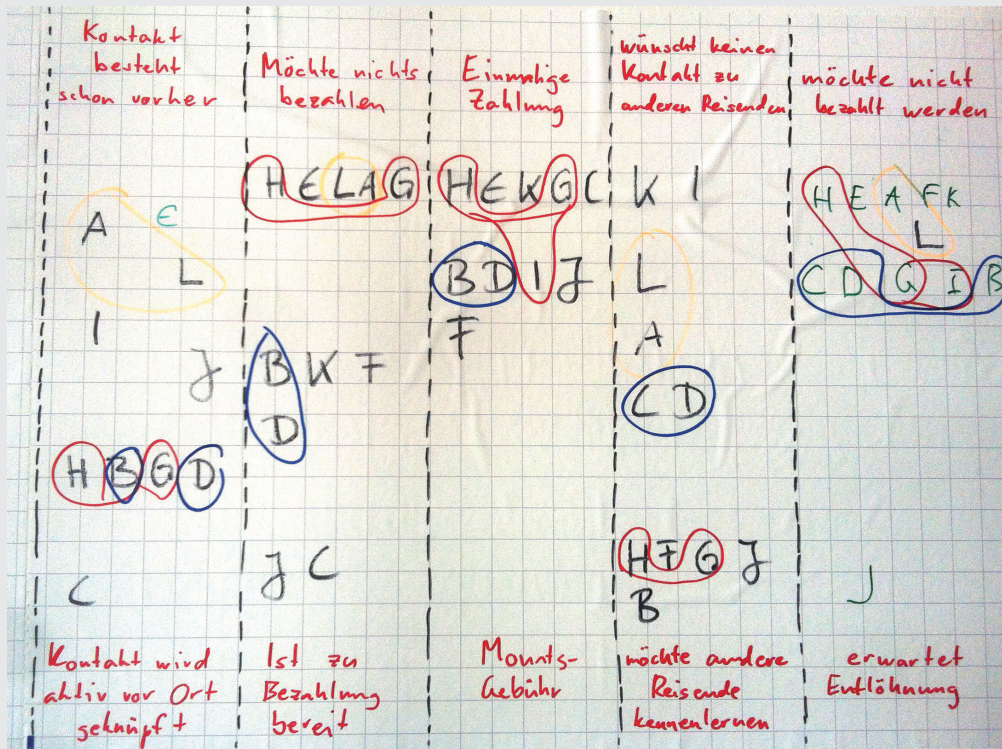 Kontakt
besteht
schon vorher
Möchte nichts
bezahlen
Einmalige
Zahlung
wünscht keinen
Kontakt zu
anderen Reisenden
möchte nicht
bezahlt werden
A E
L
I
J
H B G D
C
H E L A G
B K F
D
J C
H E K G C
B D I J
F
K I
L
A
C D
H F G J
B
H E A F K
L
C D G I B
J
Kontakt wird
aktiv vor Ort
geknüpft
Ist zu
Bezahlung
bereit
Mounts-
Gebühr
möchte andere
Reisende
kennenlernen
erwartet
Entlöhnung